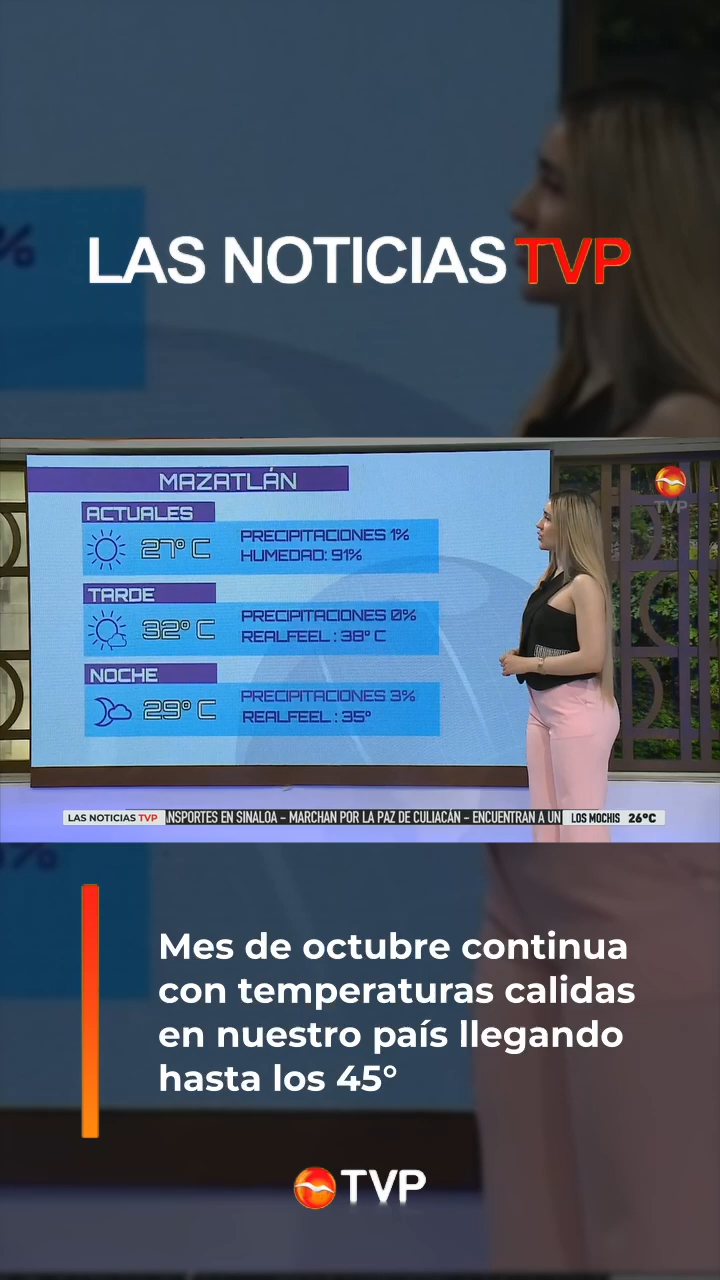 %
LAS NOTICIAS TVP
MAZATLÁN
TVP
ACTUALES
27° C
PRECIPITACIONES 1%
HUMEDAD: 91%
TARDE
32° C
PRECIPITACIONES 0%
REALFEEL : 38° C
NOCHE
29° C
PRECIPITACIONES 3%
REALFEEL : 35°
LAS NOTICIAS TVP NSPORTES EN SINALOA - MARCHAN POR LA PAZ DE CULIACÁN - ENCUENTRAN A UN LOS MOCHIS 26°C
%
Mes de octubre continua
con temperaturas calidas
en nuestro país llegando
hasta los 45°
TVP